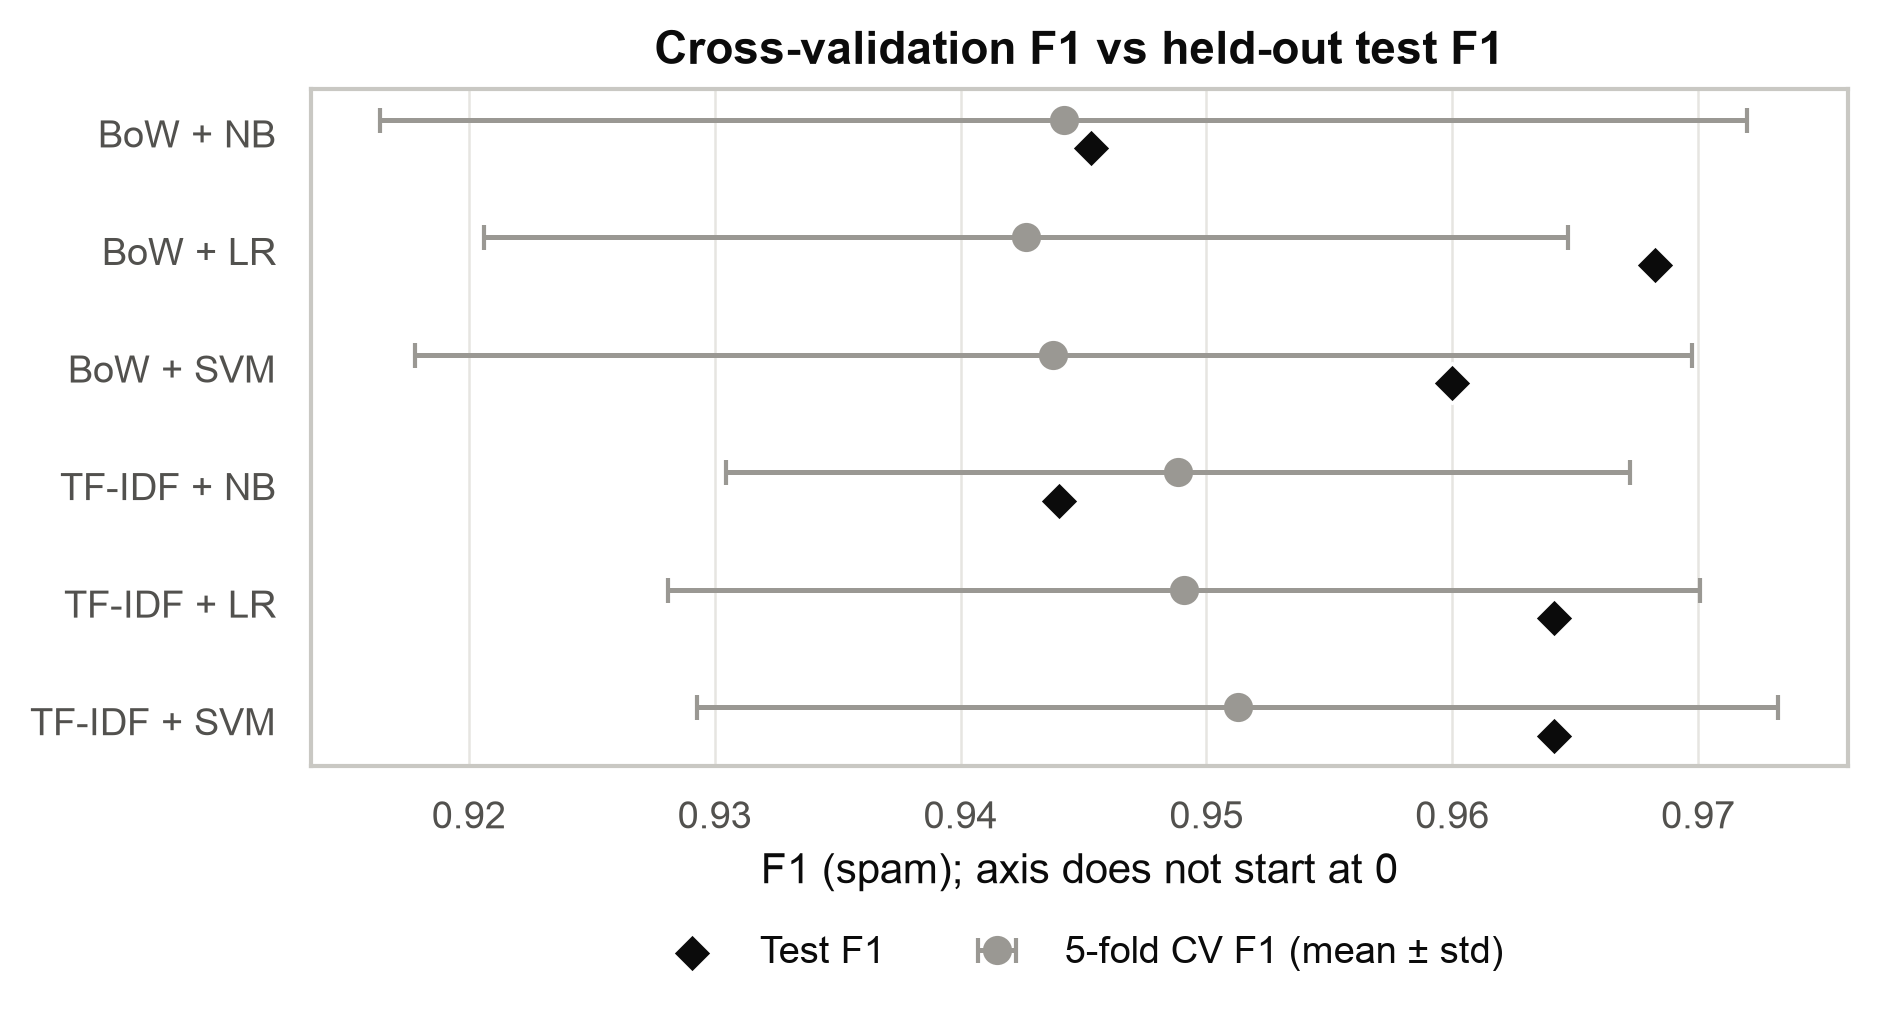 Cross-validation F1 vs held-out test F1
BoW + NB
BoW + LR
BoW + SVM
TF-IDF + NB
TF-IDF + LR
TF-IDF + SVM
0.92 0.93 0.94 0.95 0.96 0.97
F1 (spam); axis does not start at 0
Test F1 5-fold CV F1 (mean ± std)